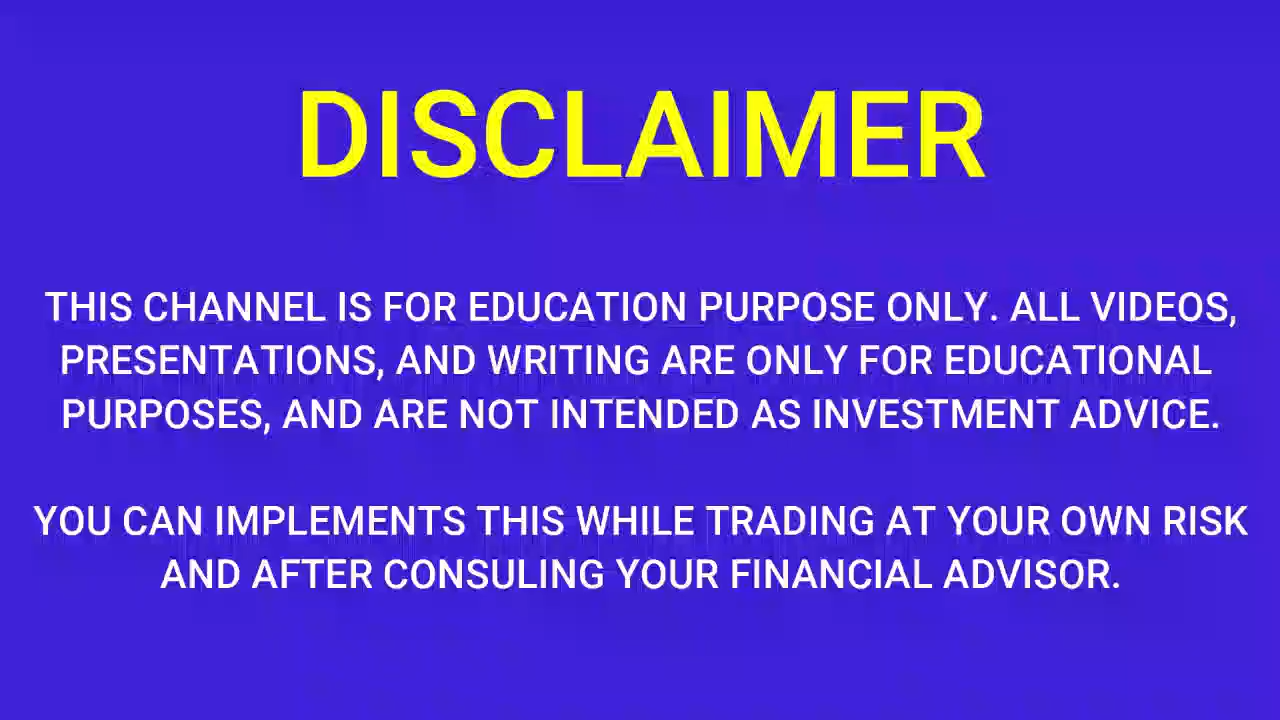 DISCLAIMER
THIS CHANNEL IS FOR EDUCATION PURPOSE ONLY. ALL VIDEOS,
PRESENTATIONS, AND WRITING ARE ONLY FOR EDUCATIONAL
PURPOSES, AND ARE NOT INTENDED AS INVESTMENT ADVICE.
YOU CAN IMPLEMENTS THIS WHILE TRADING AT YOUR OWN RISK
AND AFTER CONSULING YOUR FINANCIAL ADVISOR.